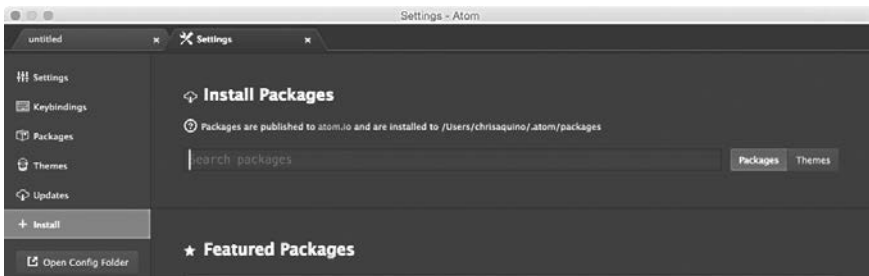 Settings - Atom
untitled
Settings
Settings
Keybindings
Packages
Themes
Updates
Install
Open Config Folder
Install Packages
Packages are published to atom.io and are installed to /Users/chrisaquino/.atom/packages
Search packages
Packages Themes
Featured Packages